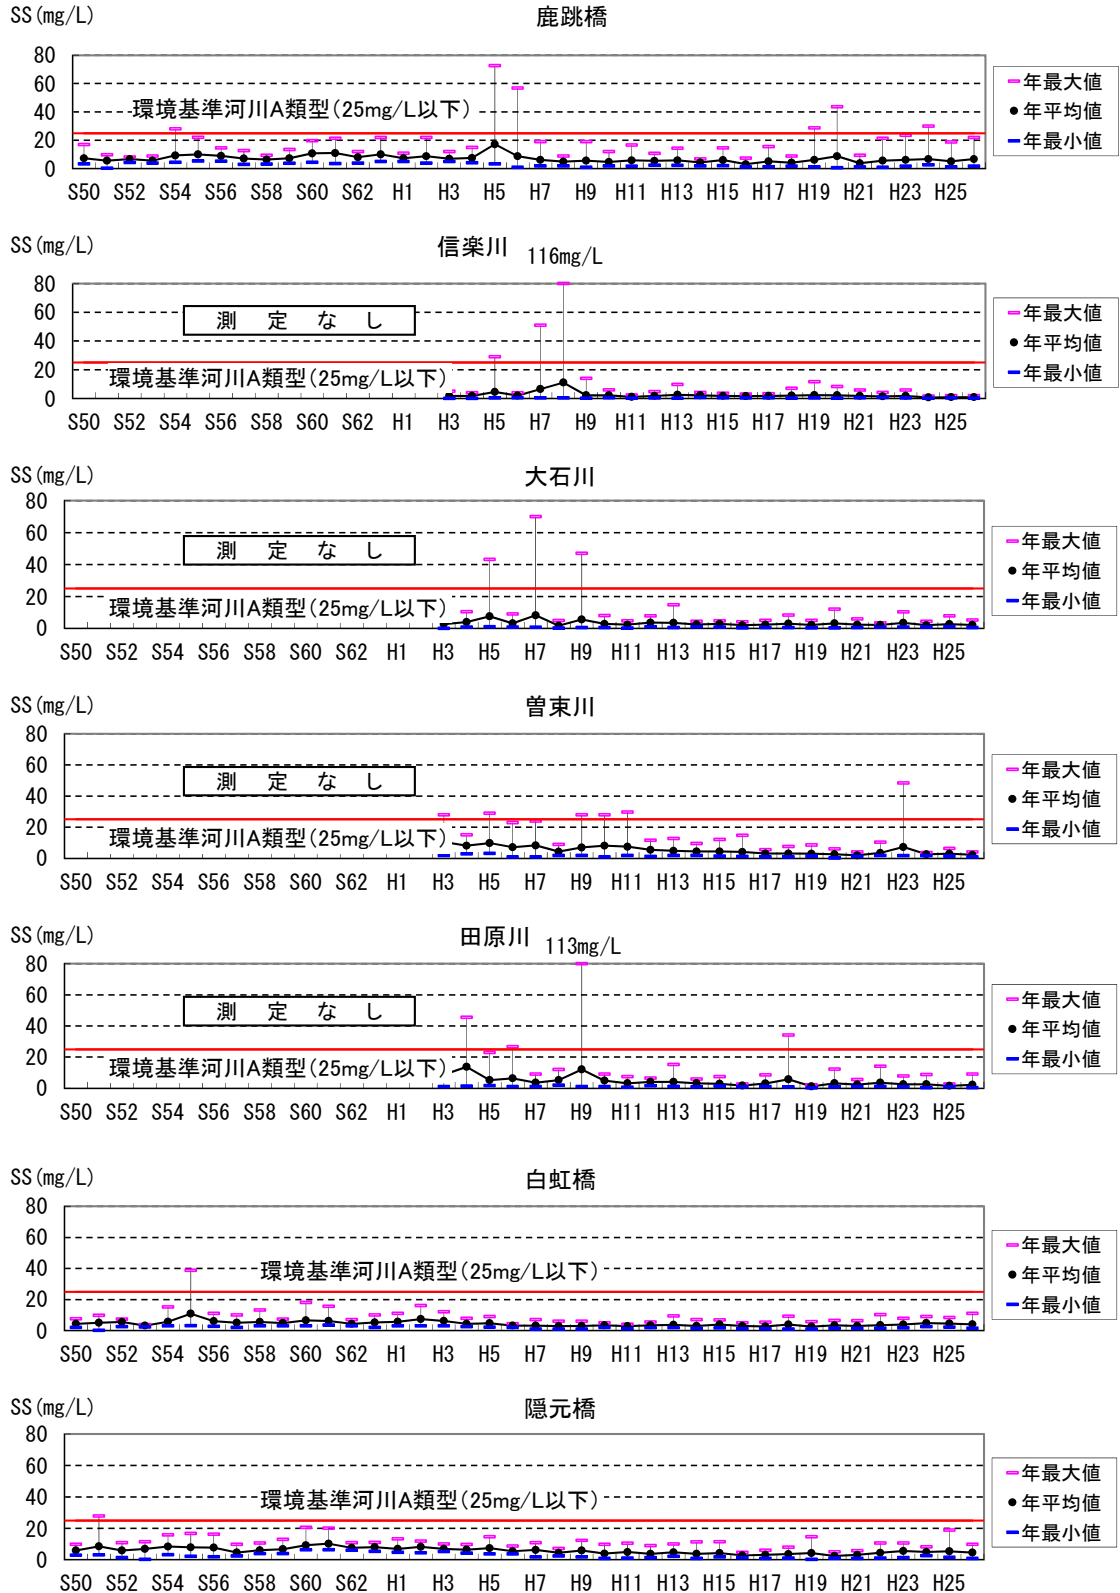 SS(mg/L) 鹿跳橋
80
60
40
20
0
環境基準河川A類型(25mg/L以下)
S50 S52 S54 S56 S58 S60 S62 H1 H3 H5 H7 H9 H11 H13 H15 H17 H19 H21 H23 H25
年最大値
年平均値
年最小値
SS(mg/L) 信楽川 116mg/L
80
60
40
20
0
測定なし
環境基準河川A類型(25mg/L以下)
S50 S52 S54 S56 S58 S60 S62 H1 H3 H5 H7 H9 H11 H13 H15 H17 H19 H21 H23 H25
年最大値
年平均値
年最小値
SS(mg/L) 大石川
80
60
40
20
0
測定なし
環境基準河川A類型(25mg/L以下)
S50 S52 S54 S56 S58 S60 S62 H1 H3 H5 H7 H9 H11 H13 H15 H17 H19 H21 H23 H25
年最大値
年平均値
年最小値
SS(mg/L) 曽束川
80
60
40
20
0
測定なし
環境基準河川A類型(25mg/L以下)
S50 S52 S54 S56 S58 S60 S62 H1 H3 H5 H7 H9 H11 H13 H15 H17 H19 H21 H23 H25
年最大値
年平均値
年最小値
SS(mg/L) 田原川 113mg/L
80
60
40
20
0
測定なし
環境基準河川A類型(25mg/L以下)
S50 S52 S54 S56 S58 S60 S62 H1 H3 H5 H7 H9 H11 H13 H15 H17 H19 H21 H23 H25
年最大値
年平均値
年最小値
SS(mg/L) 白虹橋
80
60
40
20
0
環境基準河川A類型(25mg/L以下)
S50 S52 S54 S56 S58 S60 S62 H1 H3 H5 H7 H9 H11 H13 H15 H17 H19 H21 H23 H25
年最大値
年平均値
年最小値
SS(mg/L) 隠元橋
80
60
40
20
0
環境基準河川A類型(25mg/L以下)
S50 S52 S54 S56 S58 S60 S62 H1 H3 H5 H7 H9 H11 H13 H15 H17 H19 H21 H23 H25
年最大値
年平均値
年最小値